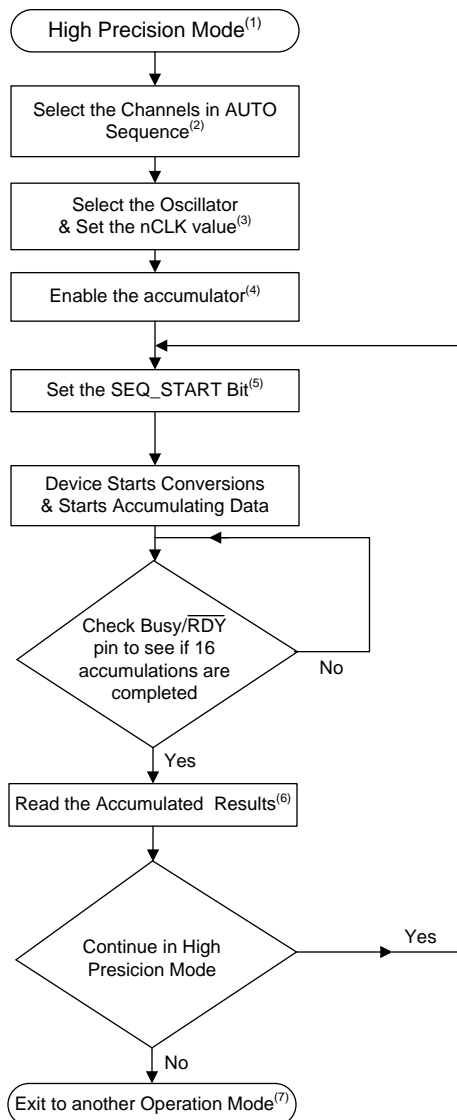 High Precision Mode(1)
Select the Channels in AUTO
Sequence(2)
Select the Oscillator
& Set the nCLK value(3)
Enable the accumulator(4)
Set the SEQ_START Bit(5)
Device Starts Conversions
& Starts Accumulating Data
Check Busy/RDY
pin to see if 16
accumulations are
completed
No
Yes
Read the Accumulated Results(6)
Continue in High
Presicion Mode
Yes
No
Exit to another Operation Mode(7)